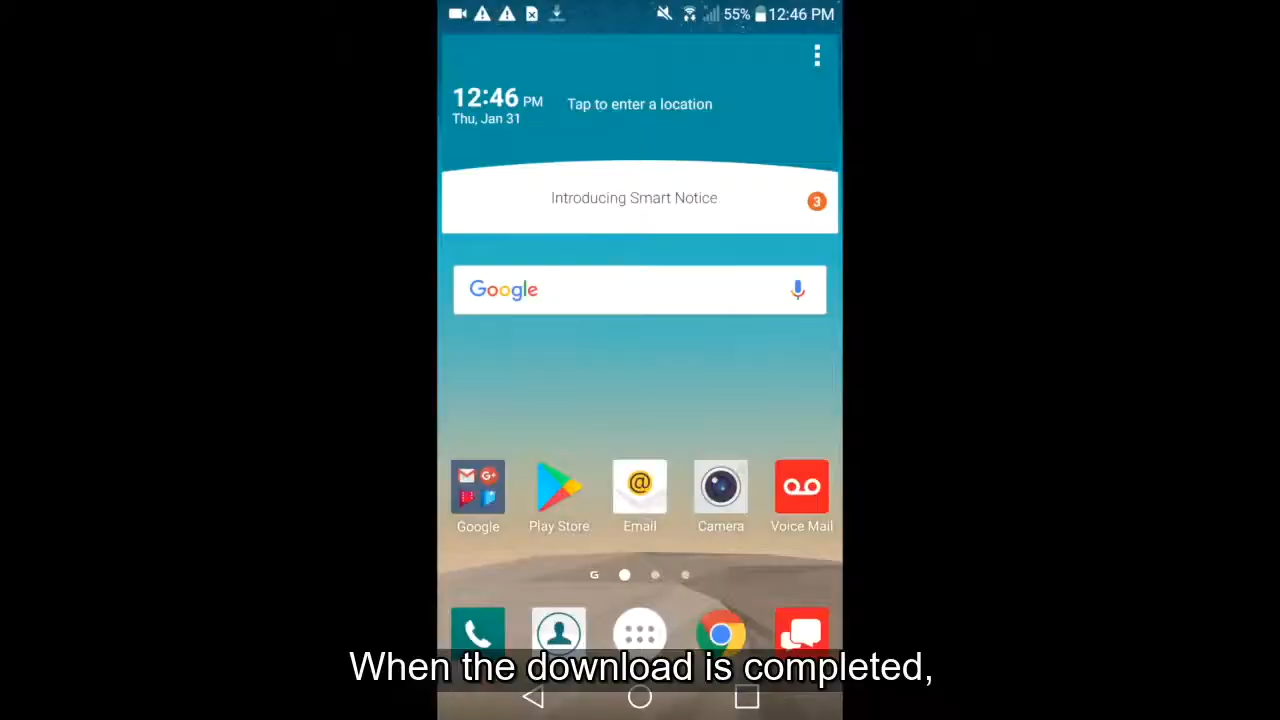 55% 12:46 PM
12:46 PM
Thu, Jan 31
Tap to enter a location
Introducing Smart Notice
3
Google
Google
Play Store
Email
Camera
Voice Mail
G
When the download is completed,